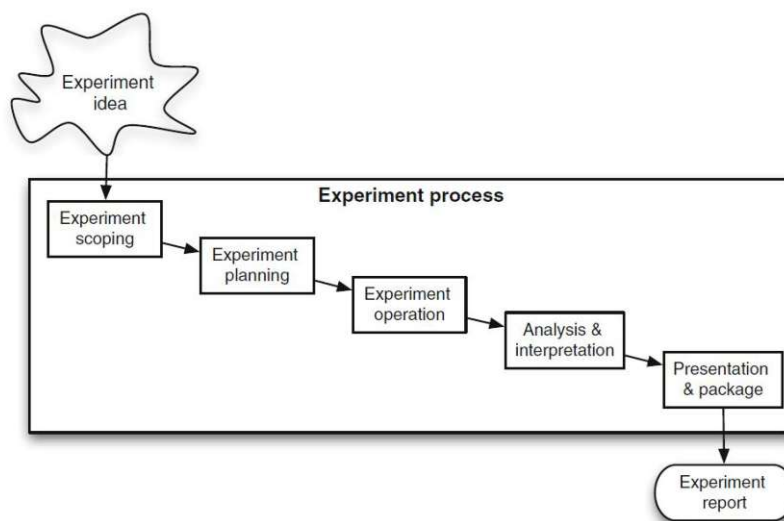 Experiment
idea
Experiment process
Experiment
scoping
Experiment
planning
Experiment
operation
Analysis &
interpretation
Presentation
& package
Experiment
report